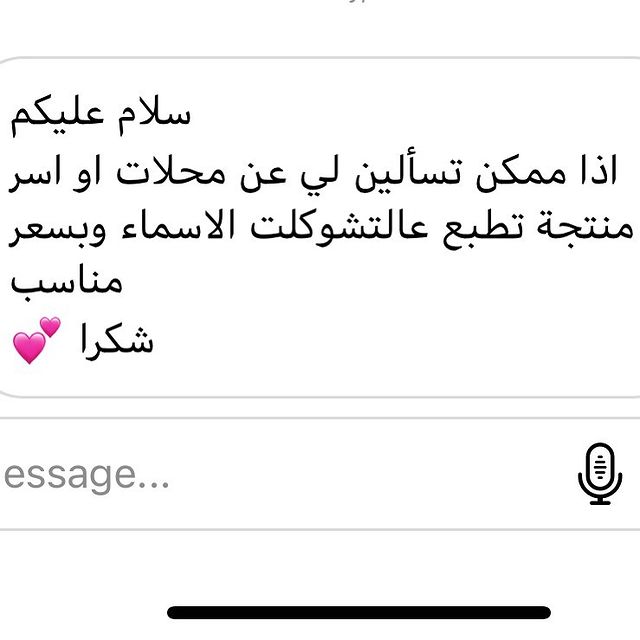 سلام عليكم
اذا ممكن تسألين لي عن محلات او اسر
منتجة تطبع عالتشوكلت الاسماء وبسعر
مناسب
شكرا 💕
essage...